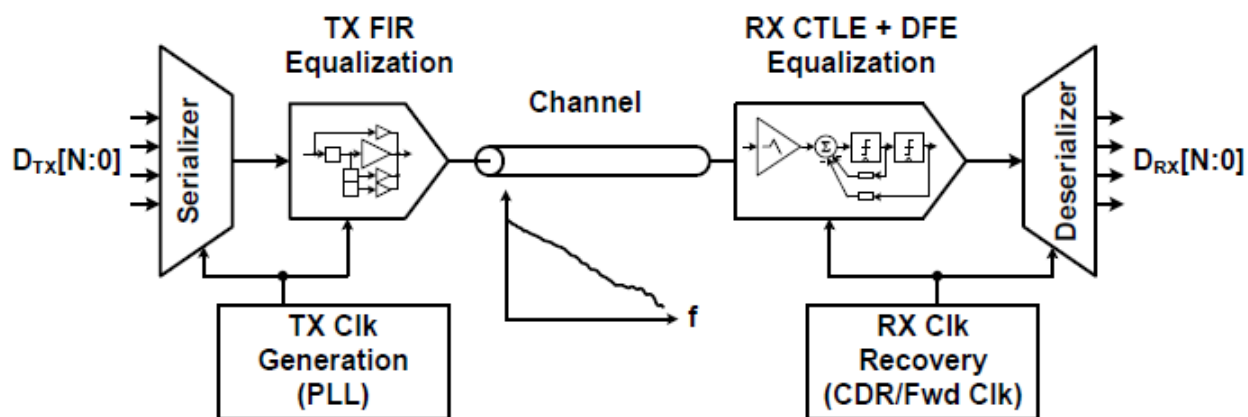 TX FIR
Equalization
RX CTLE + DFE
Equalization
Channel
Serializer
Deserializer
DTX[N:0]
DRX[N:0]
Σ
f
TX Clk
Generation
(PLL)
RX Clk
Recovery
(CDR/Fwd Clk)